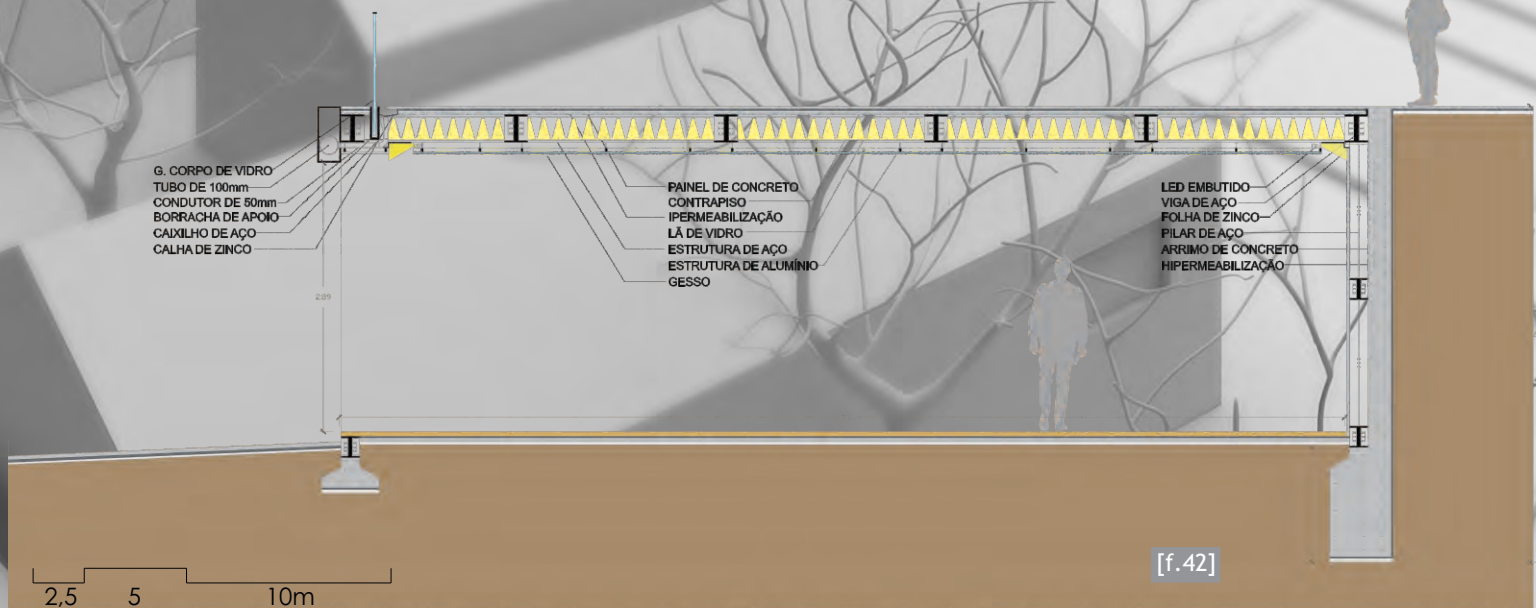 G. CORPO DE VIDRO
TUBO DE 100mm
CONDUTOR DE 50mm
BORRACHA DE APOIO
CAIXILHO DE AÇO
CALHA DE ZINCO
PAINEL DE CONCRETO
CONTRAPISO
IPERMEABILIZAÇÃO
LÃ DE VIDRO
ESTRUTURA DE AÇO
ESTRUTURA DE ALUMÍNIO
GESSO
LED EMBUTIDO
VIGA DE AÇO
FOLHA DE ZINCO
PILAR DE AÇO
ARRIMO DE CONCRETO
HIPERMEABILIZAÇÃO
[f.42]
2,5 5 10m